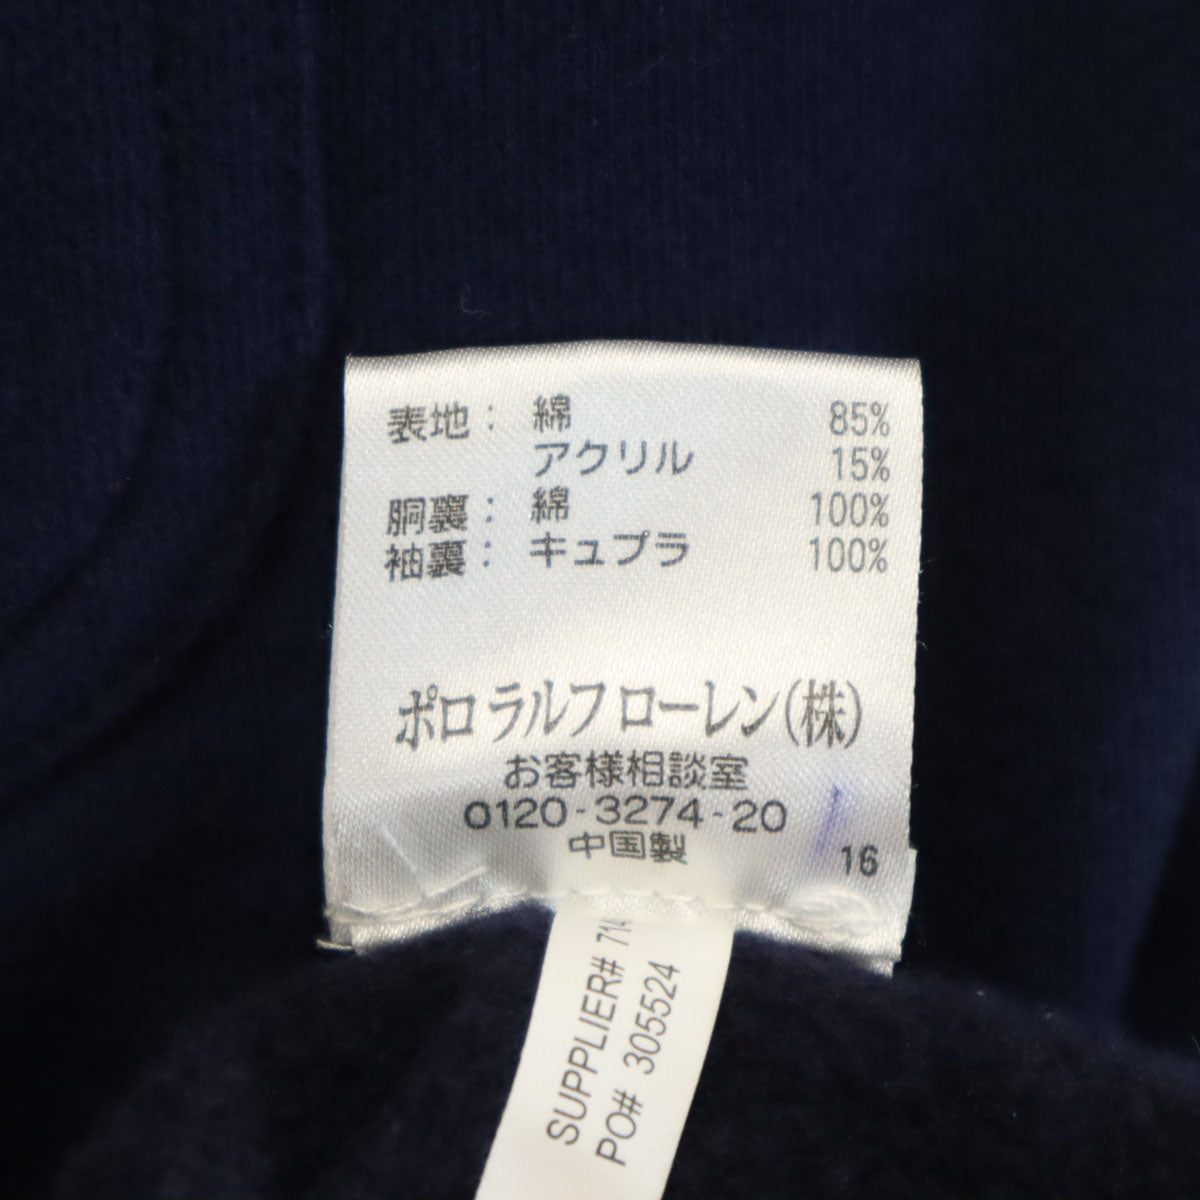 表地： 綿 85%
アクリル 15%
胴裏： 綿 100%
袖裏： キュプラ 100%
ポロ ラルフ ローレン(株)
お客様相談室
0120-3274-20
中国製
16
SUPPLIER# 714
PO# 305524